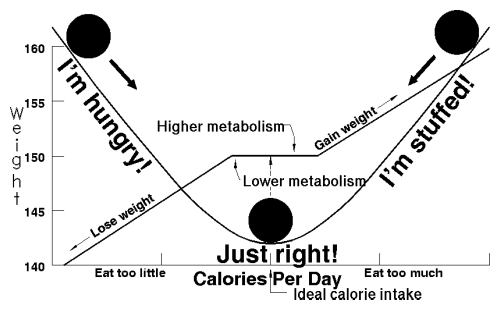 160
I'm hungry!
I'm stuffed!
155
Weight
Gain weight
Higher metabolism
150
Lower metabolism
Lose weight
145
Just right!
140
Eat too little
Calories Per Day
Eat too much
Ideal calorie intake